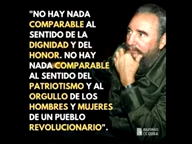 "NO HAY NADA
COMPARABLE AL
SENTIDO DE LA
DIGNIDAD Y DEL
HONOR. NO HAY
NADA COMPARABLE
AL SENTIDO DEL
PATRIOTISMO Y AL
ORGULLO DE LOS
HOMBRES Y MUJERES
DE UN PUEBLO
REVOLUCIONARIO".